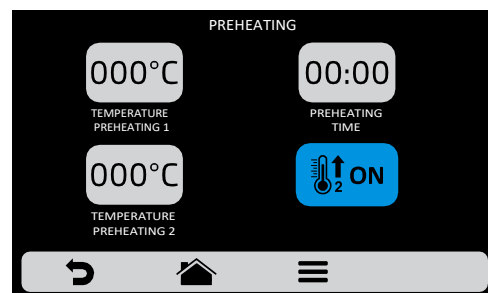 PREHEATING
000°C
00:00
TEMPERATURE
PREHEATING 1
PREHEATING
TIME
000°C
2 ON
TEMPERATURE
PREHEATING 2